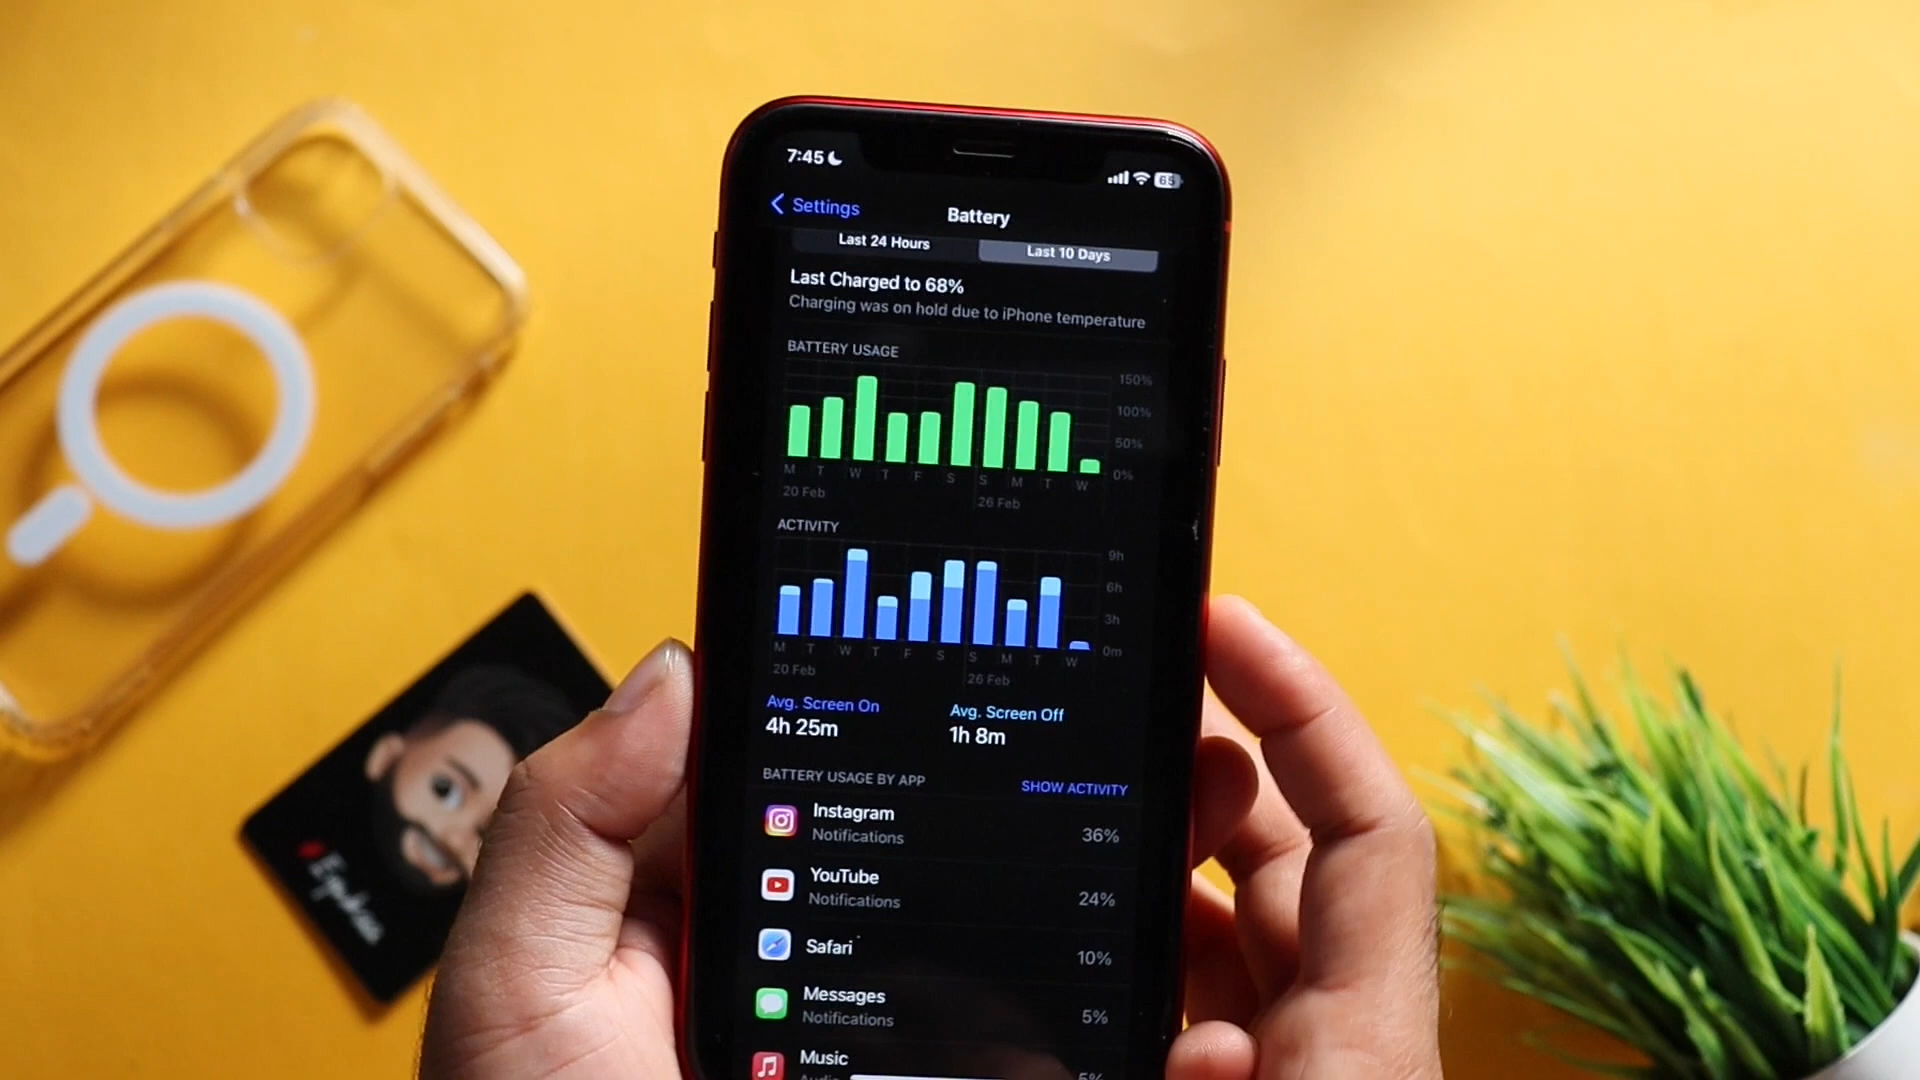 7:45
65
Settings
Battery
Last 24 Hours
Last 10 Days
Last Charged to 68%
Charging was on hold due to iPhone temperature
BATTERY USAGE
150%
100%
50%
0%
M T W T F S S M T W
20 Feb
26 Feb
ACTIVITY
9h
6h
3h
0m
M T W T F S S M T W
20 Feb
26 Feb
Avg. Screen On
Avg. Screen Off
4h 25m
1h 8m
BATTERY USAGE BY APP
SHOW ACTIVITY
Instagram
Notifications
36%
YouTube
Notifications
24%
Safari
10%
Messages
Notifications
5%
Music
5%